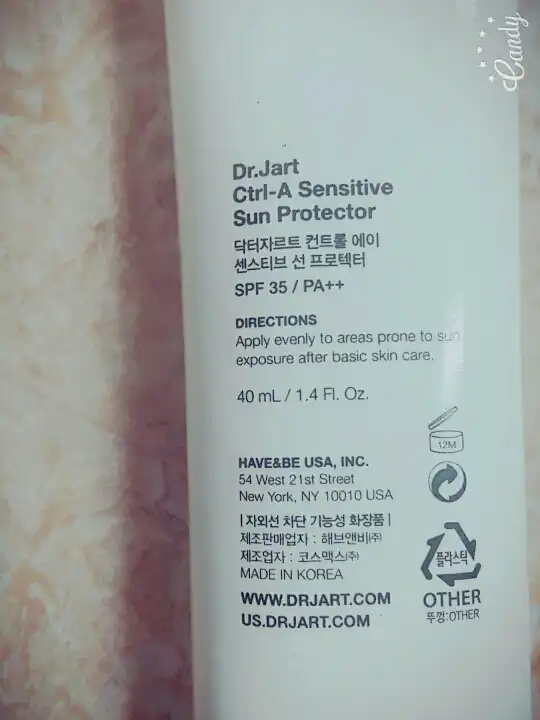 Candy
Dr.Jart
Ctrl-A Sensitive
Sun Protector
닥터자르트 컨트롤 에이
센스티브 선 프로텍터
SPF 35 / PA++
DIRECTIONS
Apply evenly to areas prone to sun
exposure after basic skin care.
40 mL / 1.4 Fl. Oz.
12M
HAVE&BE USA, INC.
54 West 21st Street
New York, NY 10010 USA
| 자외선 차단 기능성 화장품 |
제조판매업자 : 해브앤비㈜
제조업자 : 코스맥스㈜
MADE IN KOREA
WWW.DRJART.COM
US.DRJART.COM
플라스틱
OTHER
뚜껑:OTHER